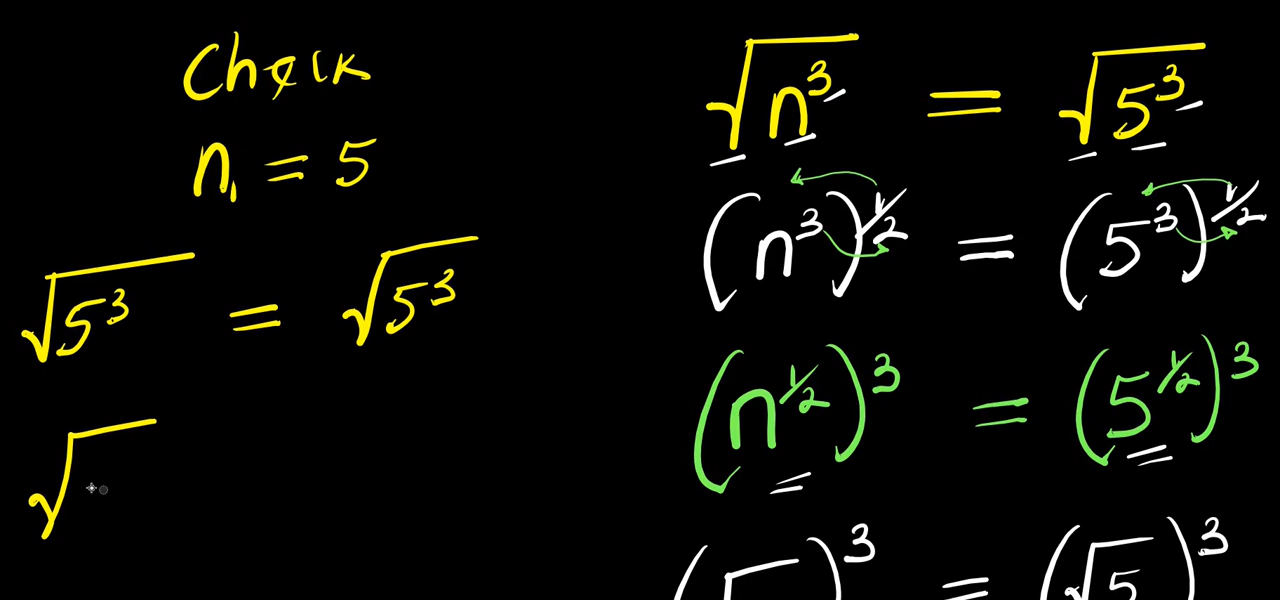 Check
n₁ = 5
√5³ = √5³
√
√n³ = √5³
(n³)^½ = (5³)^½
(n^½)³ = (5^½)³
(√ )³ = (√5)³